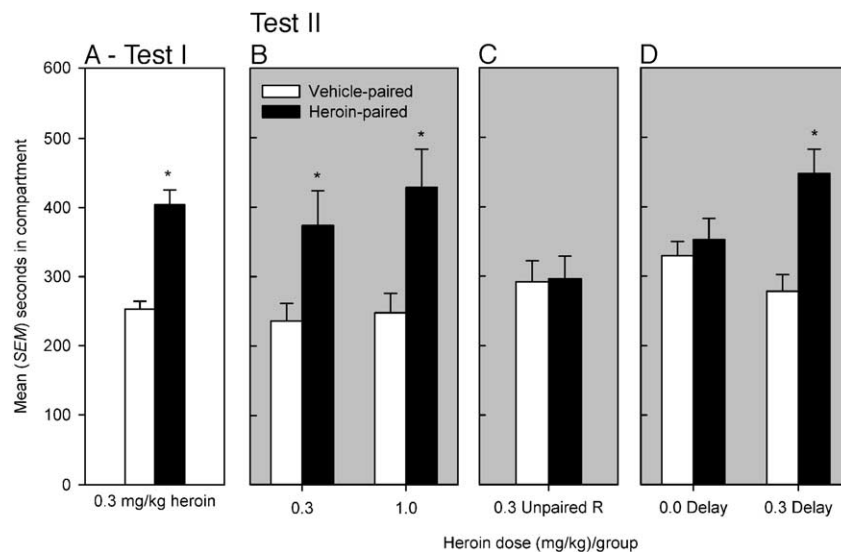 Test II
A - Test I
B
C
D
600
500
400
300
200
100
0
Mean (SEM) seconds in compartment
Vehicle-paired
Heroin-paired
*
*
*
*
0.3 mg/kg heroin
0.3
1.0
0.3 Unpaired R
0.0 Delay
0.3 Delay
Heroin dose (mg/kg)/group